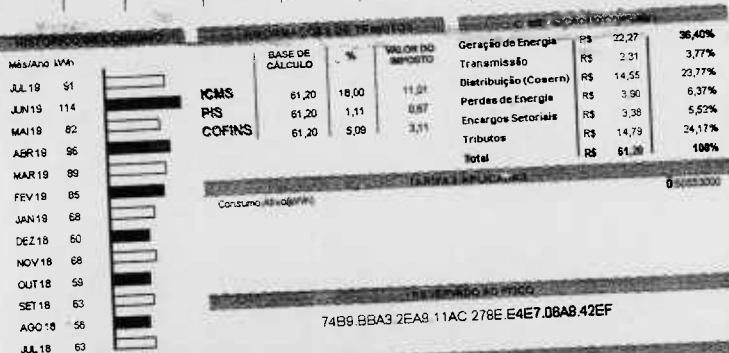 Mês/Ano kWh
JUL 19 91
JUN 19 114
MAI 19 82
ABR 19 96
MAR 19 89
FEV 19 85
JAN 19 68
DEZ 18 60
NOV 18 68
OUT 18 59
SET 18 63
AGO 18 56
JUL 18 63
BASE DE CÁLCULO % VALOR DO IMPOSTO
ICMS 61,20 18,00 11,01
PIS 61,20 1,11 0,67
COFINS 61,20 5,09 3,11
Geração de Energia R$ 22,27 36,40%
Transmissão R$ 2,31 3,77%
Distribuição (Cosern) R$ 14,55 23,77%
Perdas de Energia R$ 3,90 6,37%
Encargos Setoriais R$ 3,38 5,52%
Tributos R$ 14,79 24,17%
Total R$ 61,20 100%
TARIFAS APLICADAS
Consumo Ativo(kWh)
RESERVADO AO FISCO
74B9.BBA3.2EA9.11AC.278E.E4E7.08A8.42EF